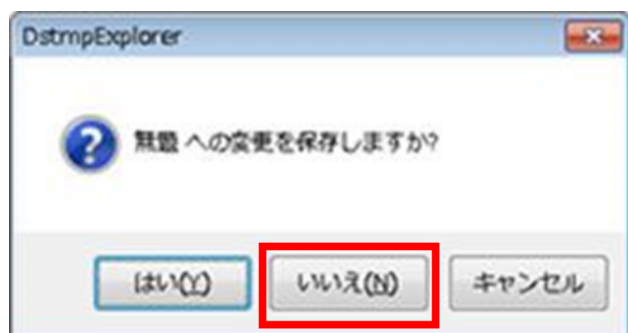 DstmpExplorer
無題 への変更を保存しますか?
はい(Y)
いいえ(N)
キャンセル